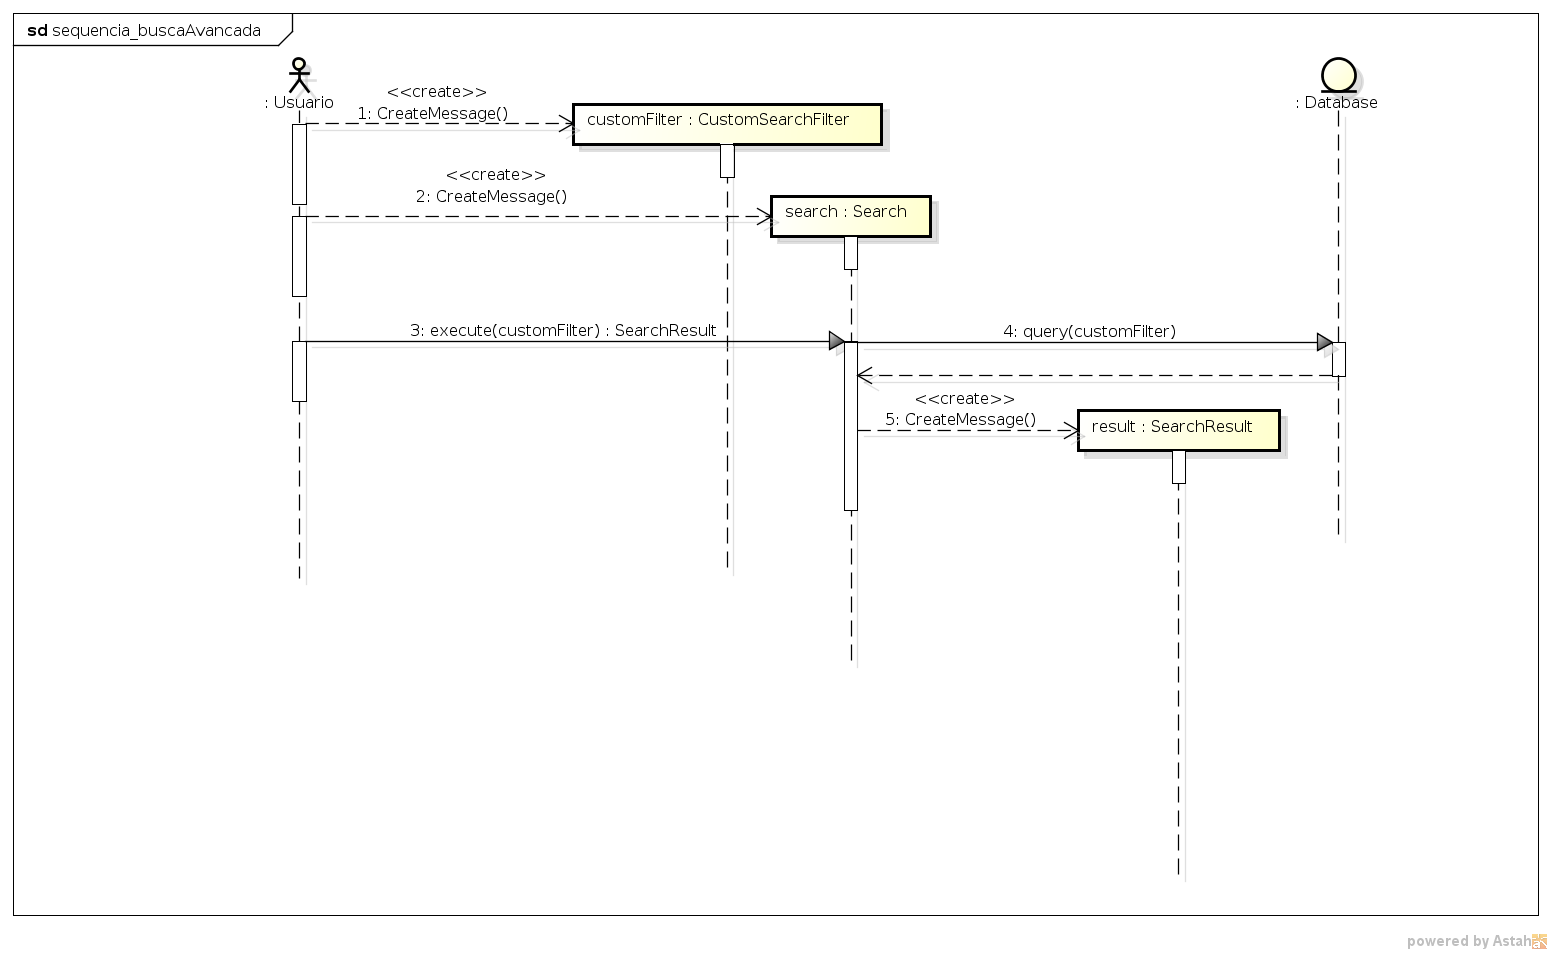 sd sequencia_buscaAvancada
: Usuario
: Database
<<create>>
1: CreateMessage()
customFilter : CustomSearchFilter
<<create>>
2: CreateMessage()
search : Search
3: execute(customFilter) : SearchResult
4: query(customFilter)
<<create>>
5: CreateMessage()
result : SearchResult
powered by Astah